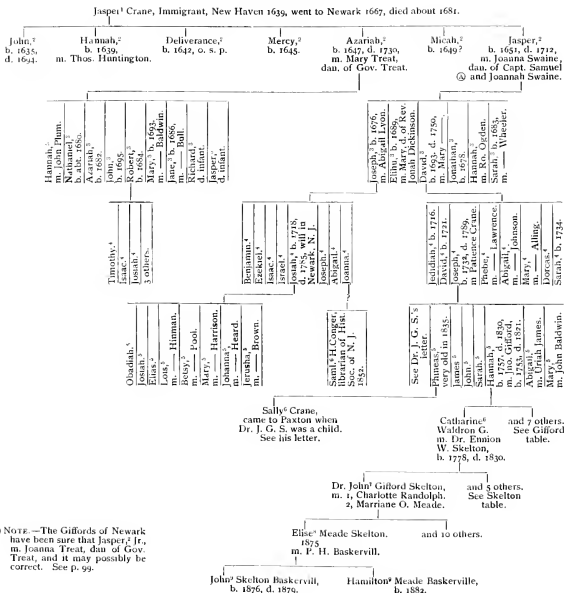 Jasper¹ Crane, Immigrant, New Haven 1639, went to Newark 1667, died about 1681.
John,²
b. 1635,
d. 1694.
Hannah,²
b. 1639,
m. Thos. Huntington.
Deliverance,²
b. 1642, o. s. p.
Mercy,²
b. 1645.
Azariah,²
b. 1647, d. 1730,
m. Mary Treat,
dau. of Gov. Treat.
Micah,²
b. 1649?
Jasper,²
b. 1651, d. 1712,
m. Joanna Swaine,
dau. of Capt. Samuel
Ⓐ and Joannah Swaine.
Hannah,³
m. John Plum.
Nathaniel,³
b. abt. 1680.
Azariah,³
b. 1682.
John,³
b. 1695.
Robert,³
b. 1684.
Mary,³ b. 1693,
m. —— Baldwin.
Jane,³ b. 1686,
m. —— Ball.
Richard,³
d. infant.
Jasper,³
d. infant.
Joseph,³ b. 1676,
m. Abigail Lyon.
Elihu,³ b. 1689,
m. Mary, d. of Rev.
Jonah Dickinson.
David,³
b. 1693, d. 1750,
m. Mary ——.
Jonathan,³
b. 1678.
Hannah,³
m. Ro. Ogden.
Sarah,³ b. 1683,
m. —— Wheeler.
Timothy.⁴
Isaac.⁴
Josiah.⁴
3 others.
Benjamin.⁴
Ezekiel.⁴
Isaac.⁴
Israel.⁴
Josiah,⁴ b. 1718,
d. 1785, will in
Newark, N. J.
Joseph.⁴
Abigail.⁴
Joanna.⁴
Jedidiah,⁴ b. 1716.
David,⁴ b. 1721.
Joseph,⁴
b. 1732, d. 1789,
m Patience Crane.
Phebe,⁴
m. —— Lawrence.
Abigail,⁴
m. —— Johnson.
Mary,⁴
m. —— Alling.
Dorcas.⁴
Sarah,⁴ b. 1734.
Obadiah.⁵
Josiah.⁵
Elias.⁵
Lois,⁵
m. —— Hinman.
Betsy,⁵
m. —— Pool.
Mary,⁵
m. —— Harrison.
Johanna,⁵
m. —— Heard.
Jerusha,⁵
m. —— Brown.
Saml.⁶ H. Conger,
librarian of Hist.
Soc. of N. J.
1852.
See Dr. J. G. S.'s
letter.
Phineas,⁵
very old in 1835.
James ⁵
John.⁵
Sarah.⁵
Hannah,⁵
b. 1757, d. 1830,
m. Jno. Gifford,
b. 1753, d. 1821.
Abigail,⁵
m. Uriah James.
Mary,⁵
m. John Baldwin.
Sally⁶ Crane,
came to Paxton when
Dr. J. G. S. was a child.
See his letter.
Catharine⁶
Waldron G.
m. Dr. Ennion
W. Skelton,
b. 1778, d. 1830.
and 7 others.
See Gifford
table.
Dr. John⁷ Gifford Skelton,
m. 1, Charlotte Randolph.
2, Marriane O. Meade.
and 5 others.
See Skelton
table.
Elise⁸ Meade Skelton.
1875
m. P. H. Baskervill.
and 10 others.
John⁹ Skelton Baskervill,
b. 1876, d. 1879.
Hamilton⁹ Meade Baskerville,
b. 1882.
NOTE.—The Giffords of Newark
have been sure that Jasper,² Jr.,
m. Joanna Treat, dau of Gov.
Treat, and it may possibly be
correct. See p. 99.